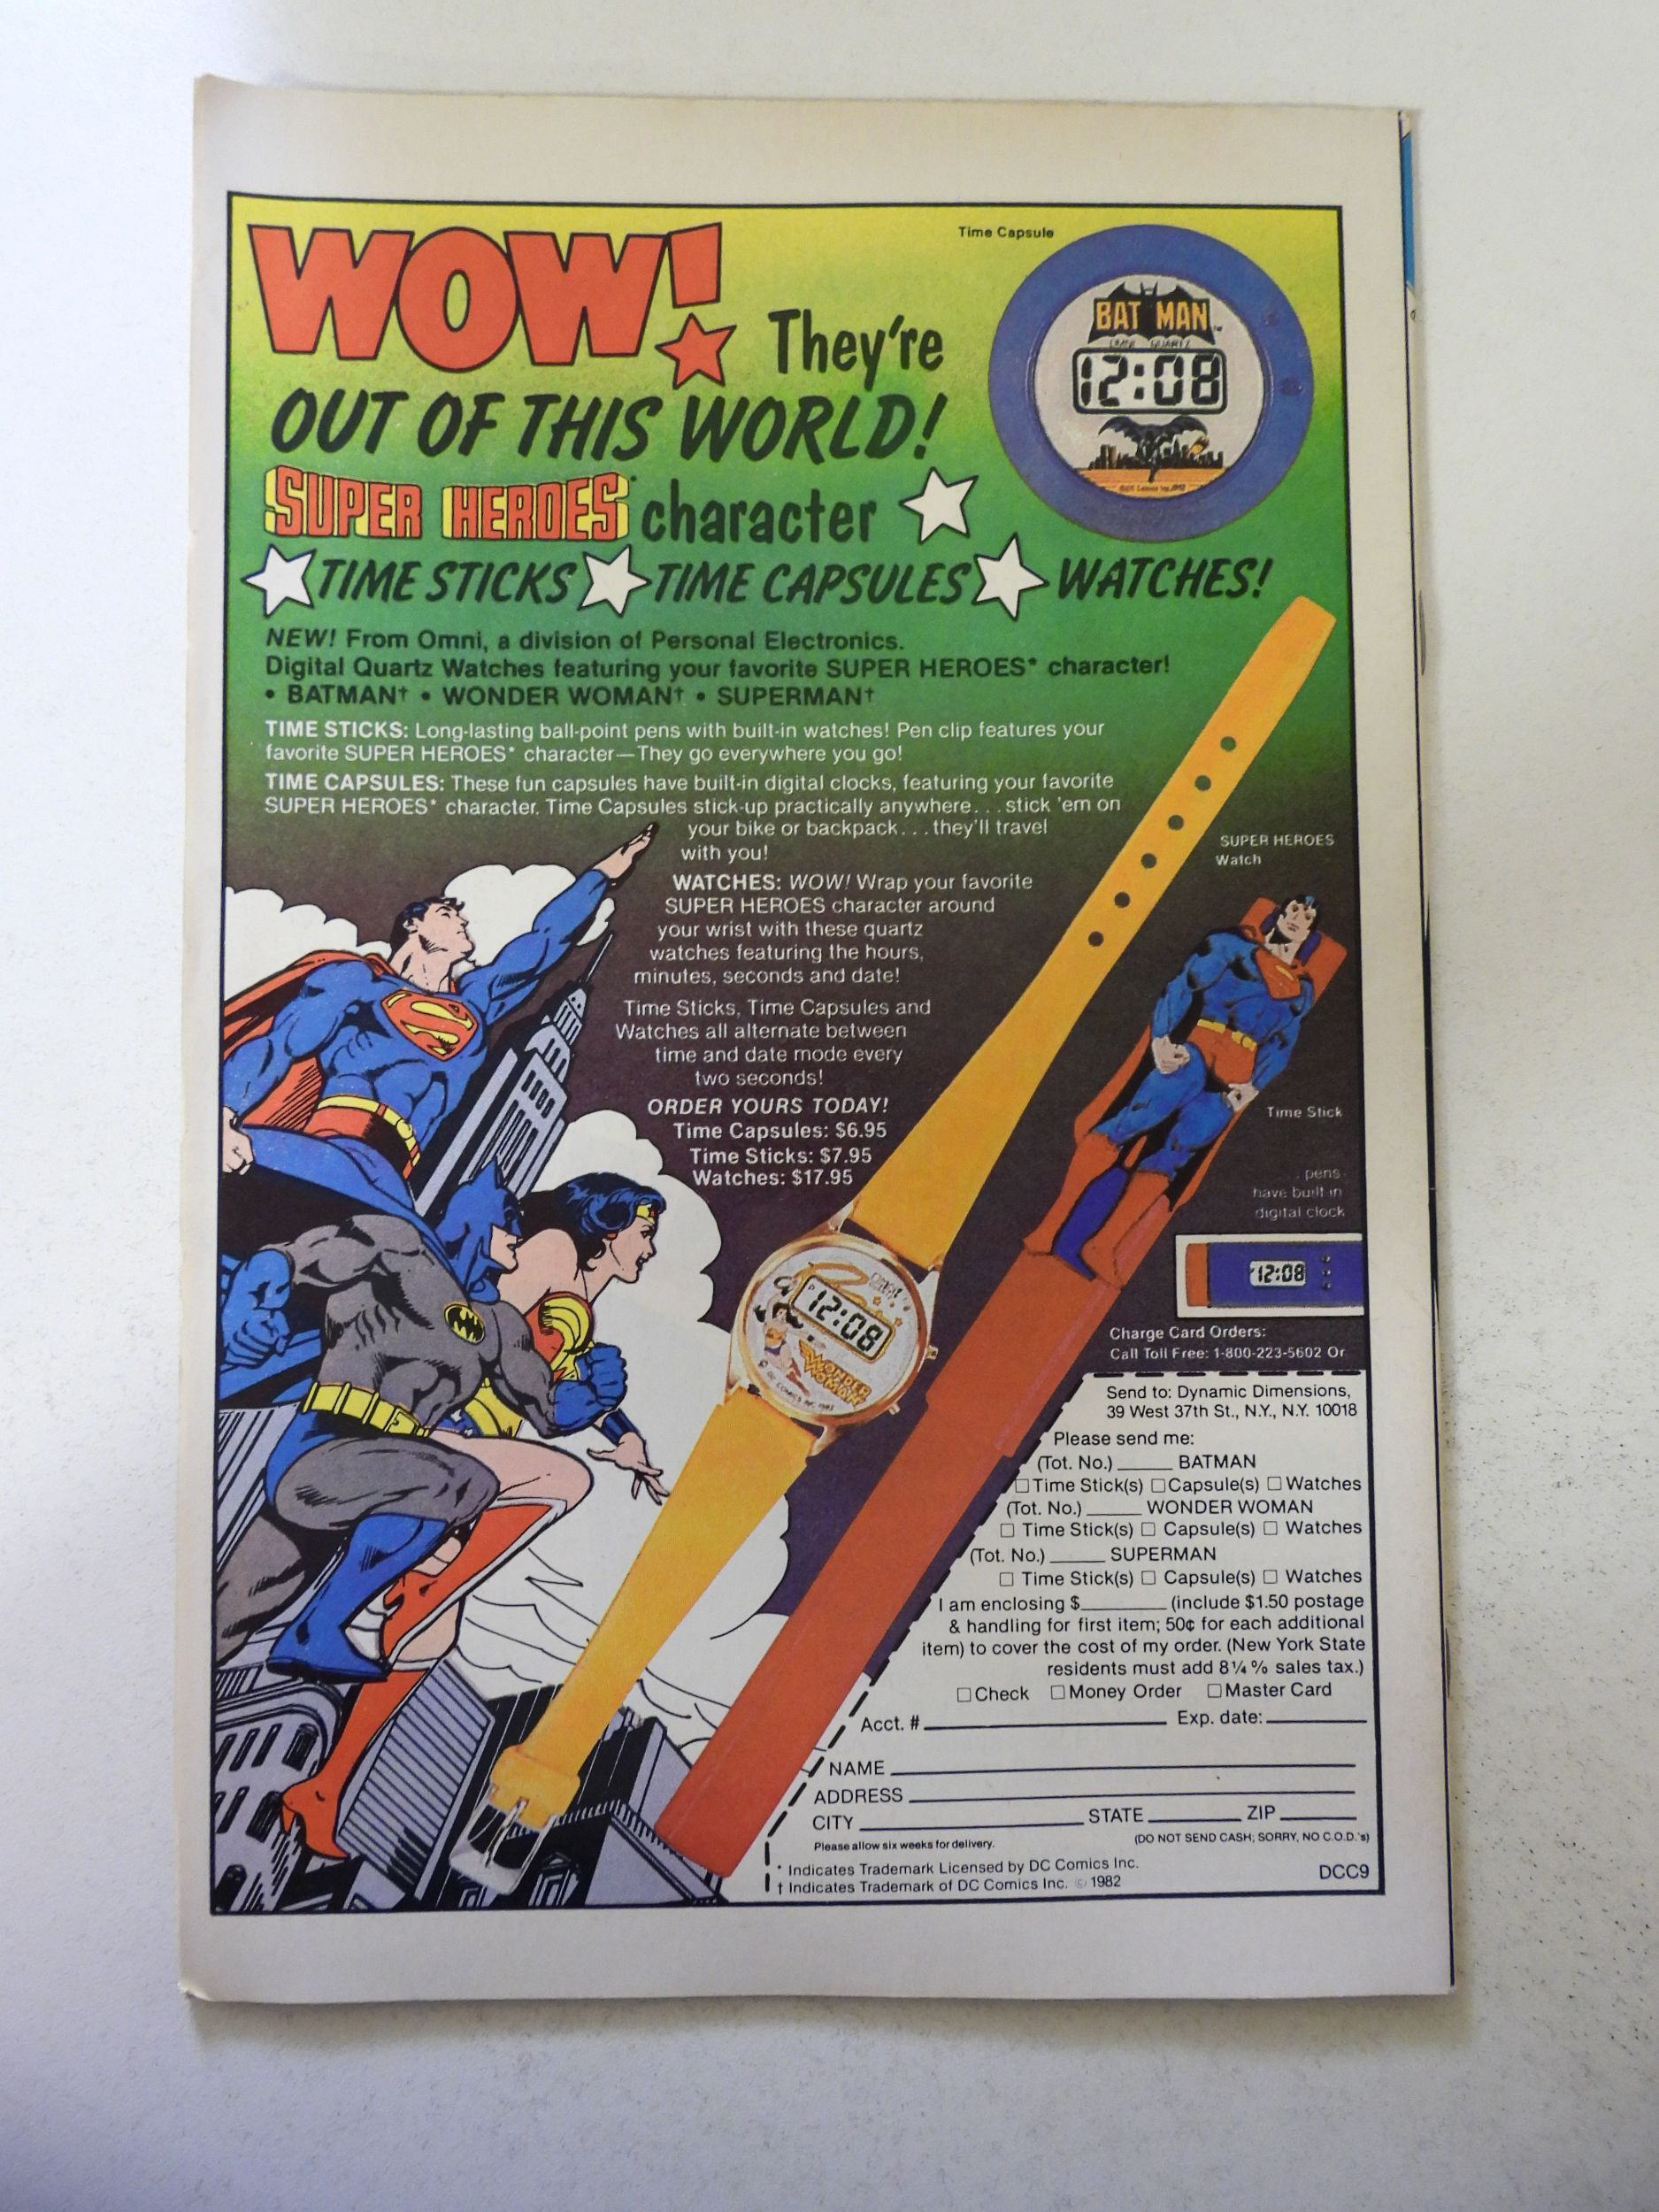 WOW! They're
OUT OF THIS WORLD!
SUPER HEROES* character
TIME STICKS TIME CAPSULES WATCHES!
Time Capsule
BATMAN™
OMNI QUARTZ
12:08
NEW! From Omni, a division of Personal Electronics.
Digital Quartz Watches featuring your favorite SUPER HEROES* character!
• BATMAN† • WONDER WOMAN† • SUPERMAN†
TIME STICKS: Long-lasting ball-point pens with built-in watches! Pen clip features your
favorite SUPER HEROES* character—They go everywhere you go!
TIME CAPSULES: These fun capsules have built-in digital clocks, featuring your favorite
SUPER HEROES* character. Time Capsules stick-up practically anywhere...stick 'em on
your bike or backpack...they'll travel
with you!
WATCHES: WOW! Wrap your favorite
SUPER HEROES character around
your wrist with these quartz
watches featuring the hours,
minutes, seconds and date!
Time Sticks, Time Capsules and
Watches all alternate between
time and date mode every
two seconds!
ORDER YOURS TODAY!
Time Capsules: $6.95
Time Sticks: $7.95
Watches: $17.95
SUPER HEROES
Watch
Time Stick
pens
have built in
digital clock
12:08
12:08
WONDER
WOMAN
Charge Card Orders:
Call Toll Free: 1-800-223-5602 Or
Send to: Dynamic Dimensions,
39 West 37th St., N.Y., N.Y. 10018
Please send me:
(Tot. No.) ______ BATMAN
☐ Time Stick(s) ☐ Capsule(s) ☐ Watches
(Tot. No.) ______ WONDER WOMAN
☐ Time Stick(s) ☐ Capsule(s) ☐ Watches
(Tot. No.) ______ SUPERMAN
☐ Time Stick(s) ☐ Capsule(s) ☐ Watches
I am enclosing $________ (include $1.50 postage
& handling for first item; 50¢ for each additional
item) to cover the cost of my order. (New York State
residents must add 8¼% sales tax.)
☐ Check ☐ Money Order ☐ Master Card
Acct. # ____________ Exp. date: ________
NAME ____________
ADDRESS ____________
CITY ____________ STATE ________ ZIP ________
Please allow six weeks for delivery. (DO NOT SEND CASH; SORRY, NO C.O.D.'s)
* Indicates Trademark Licensed by DC Comics Inc.
† Indicates Trademark of DC Comics Inc. © 1982
DCC9